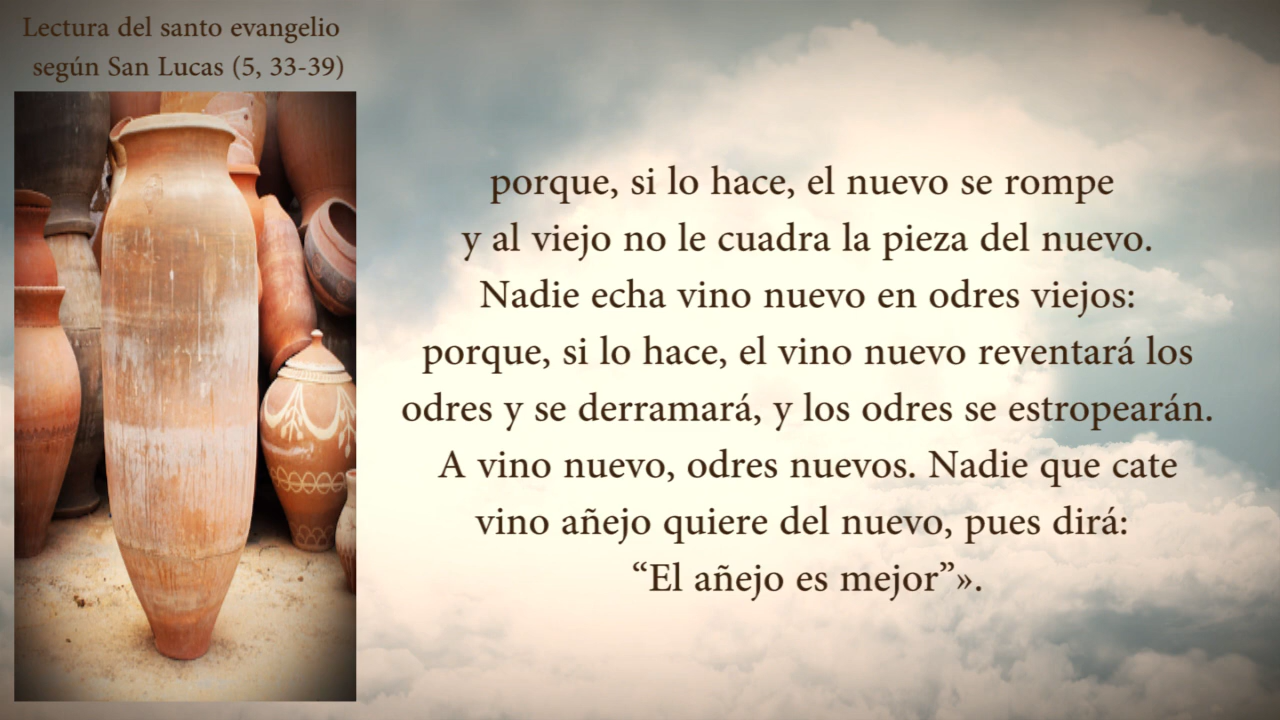 Lectura del santo evangelio
según San Lucas (5, 33-39)
porque, si lo hace, el nuevo se rompe
y al viejo no le cuadra la pieza del nuevo.
Nadie echa vino nuevo en odres viejos:
porque, si lo hace, el vino nuevo reventará los
odres y se derramará, y los odres se estropearán.
A vino nuevo, odres nuevos. Nadie que cate
vino añejo quiere del nuevo, pues dirá:
“El añejo es mejor”».